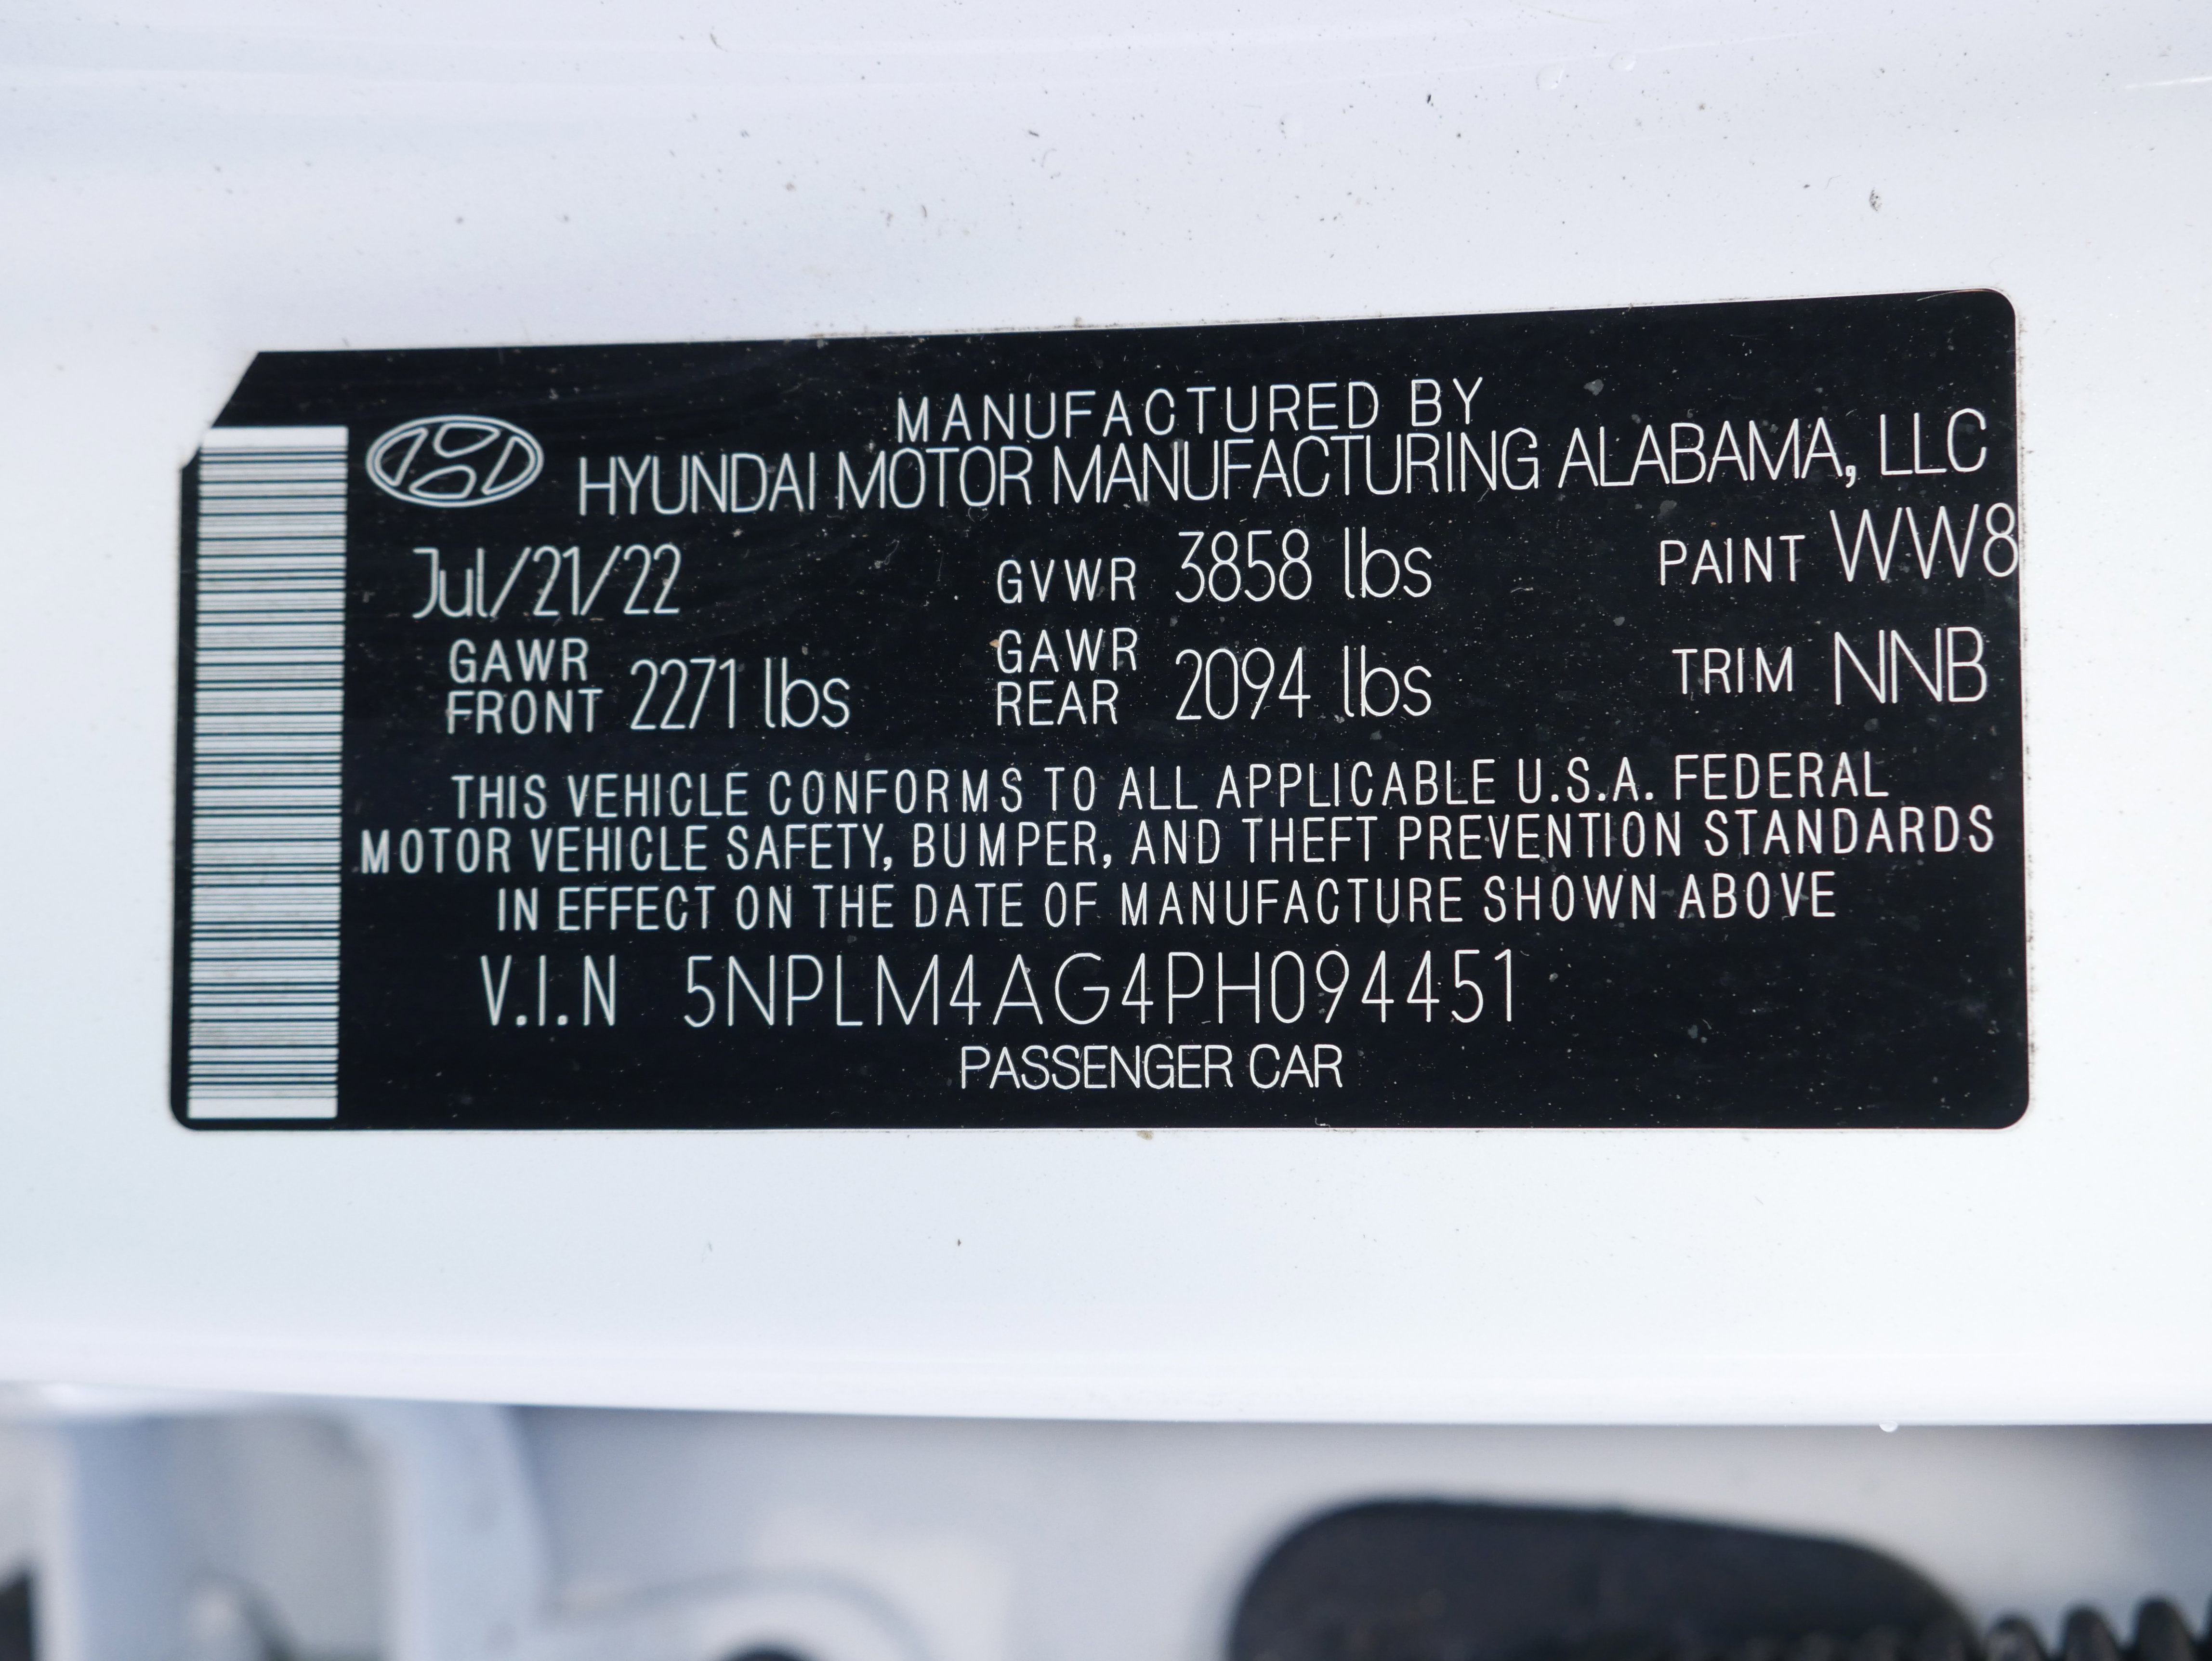 MANUFACTURED BY
HYUNDAI MOTOR MANUFACTURING ALABAMA, LLC
Jul/21/22 GVWR 3858 lbs PAINT WW8
GAWR FRONT 2271 lbs GAWR REAR 2094 lbs TRIM NNB
THIS VEHICLE CONFORMS TO ALL APPLICABLE U.S.A. FEDERAL
MOTOR VEHICLE SAFETY, BUMPER, AND THEFT PREVENTION STANDARDS
IN EFFECT ON THE DATE OF MANUFACTURE SHOWN ABOVE
V.I.N 5NPLM4AG4PH094451
PASSENGER CAR